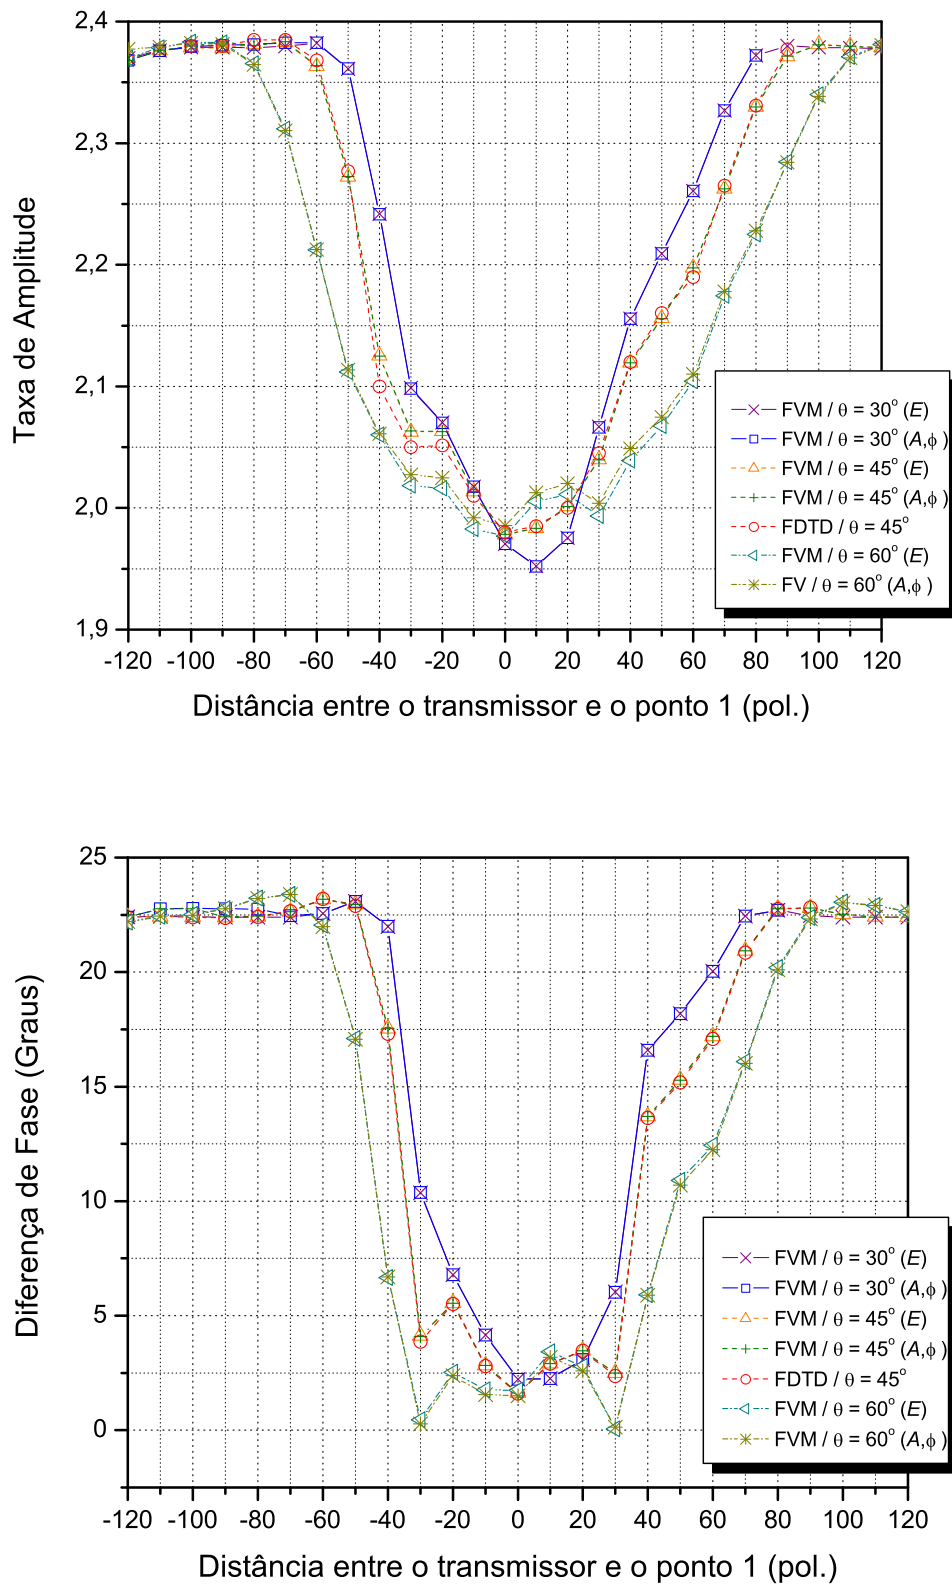 2,4
2,3
2,2
2,1
2,0
1,9
Taxa de Amplitude
-120 -100 -80 -60 -40 -20 0 20 40 60 80 100 120
Distância entre o transmissor e o ponto 1 (pol.)
FVM / θ = 30° (E)
FVM / θ = 30° (A,ϕ)
FVM / θ = 45° (E)
FVM / θ = 45° (A,ϕ)
FDTD / θ = 45°
FVM / θ = 60° (E)
FV / θ = 60° (A,ϕ )
25
20
15
10
5
0
Diferença de Fase (Graus)
-120 -100 -80 -60 -40 -20 0 20 40 60 80 100 120
Distância entre o transmissor e o ponto 1 (pol.)
FVM / θ = 30° (E)
FVM / θ = 30° (A,ϕ )
FVM / θ = 45° (E)
FVM / θ = 45° (A,ϕ )
FDTD / θ = 45°
FVM / θ = 60° (E)
FVM / θ = 60° (A,ϕ )